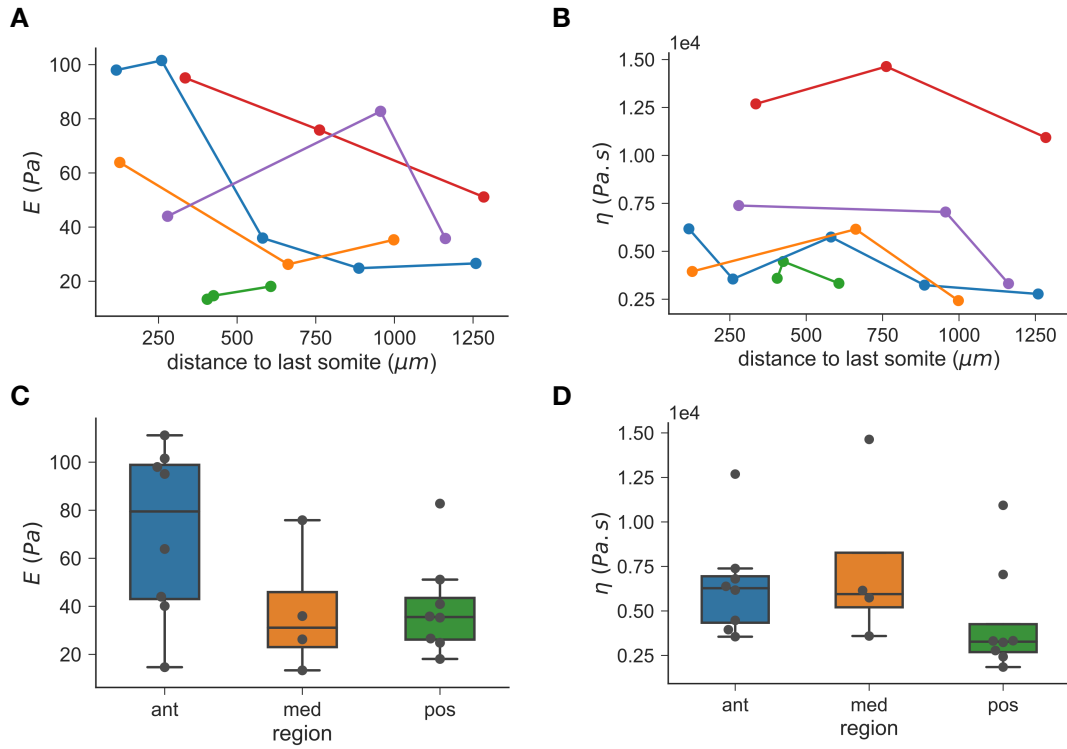 A
E (Pa)
100
80
60
40
20
250 500 750 1000 1250
distance to last somite (μm)
B
1e4
η (Pa.s)
1.50
1.25
1.00
0.75
0.50
0.25
250 500 750 1000 1250
distance to last somite (μm)
C
E (Pa)
100
80
60
40
20
ant med pos
region
D
1e4
η (Pa.s)
1.50
1.25
1.00
0.75
0.50
0.25
ant med pos
region